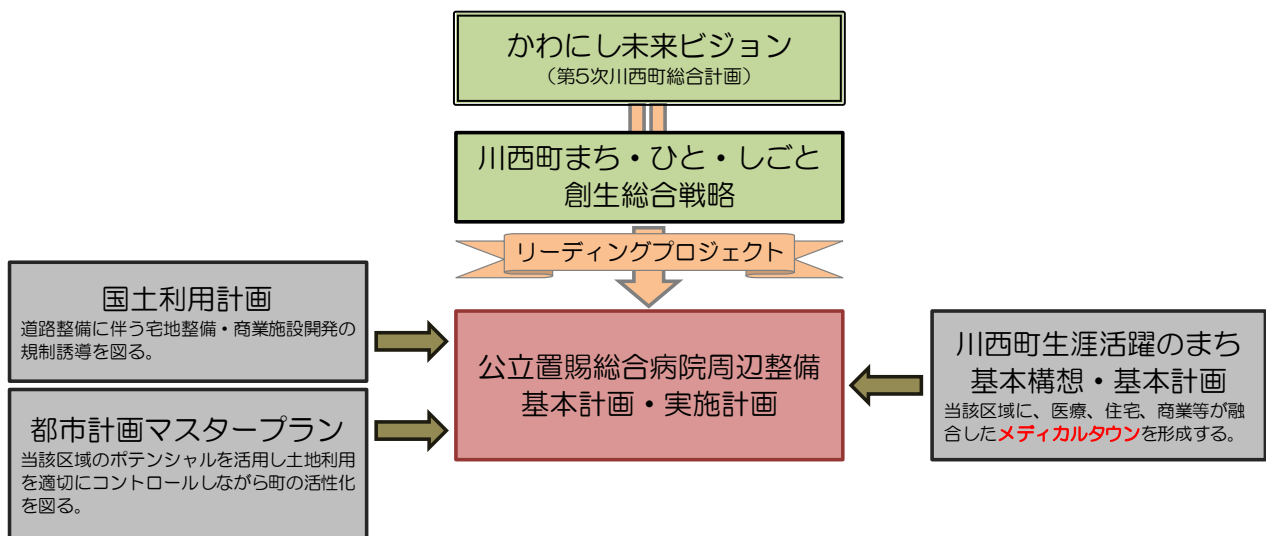 かわにし未来ビジョン
（第5次川西町総合計画）
川西町まち・ひと・しごと
創生総合戦略
リーディングプロジェクト
国土利用計画
道路整備に伴う宅地整備・商業施設開発の
規制誘導を図る。
都市計画マスタープラン
当該区域のポテンシャルを活用し土地利用
を適切にコントロールしながら町の活性化
を図る。
公立置賜総合病院周辺整備
基本計画・実施計画
川西町生涯活躍のまち
基本構想・基本計画
当該区域に、医療、住宅、商業等が融
合したメディカルタウンを形成する。